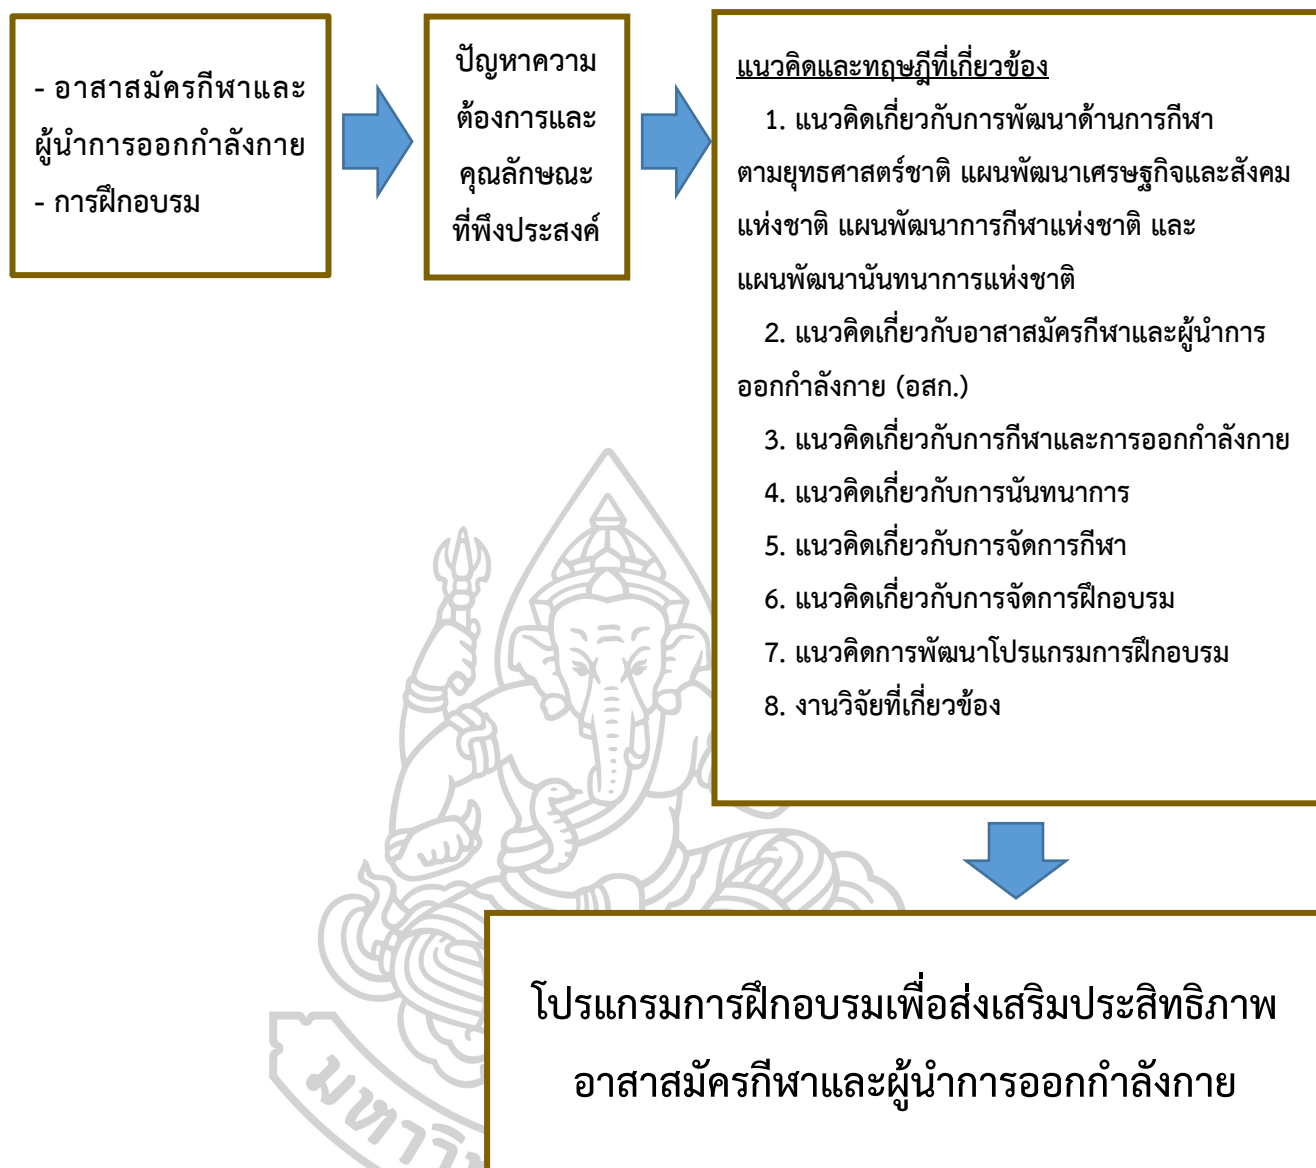 - อาสาสมัครกีฬาและ
ผู้นำการออกกำลังกาย
- การฝึกอบรม
ปัญหาความ
ต้องการและ
คุณลักษณะ
ที่พึงประสงค์
แนวคิดและทฤษฎีที่เกี่ยวข้อง
1. แนวคิดเกี่ยวกับการพัฒนาด้านการกีฬา
ตามยุทธศาสตร์ชาติ แผนพัฒนาเศรษฐกิจและสังคม
แห่งชาติ แผนพัฒนาการกีฬาแห่งชาติ และ
แผนพัฒนานันทนาการแห่งชาติ
2. แนวคิดเกี่ยวกับอาสาสมัครกีฬาและผู้นำการ
ออกกำลังกาย (อสก.)
3. แนวคิดเกี่ยวกับการกีฬาและการออกกำลังกาย
4. แนวคิดเกี่ยวกับการนันทนาการ
5. แนวคิดเกี่ยวกับการจัดการกีฬา
6. แนวคิดเกี่ยวกับการจัดการฝึกอบรม
7. แนวคิดการพัฒนาโปรแกรมการฝึกอบรม
8. งานวิจัยที่เกี่ยวข้อง
โปรแกรมการฝึกอบรมเพื่อส่งเสริมประสิทธิภาพ
อาสาสมัครกีฬาและผู้นำการออกกำลังกาย